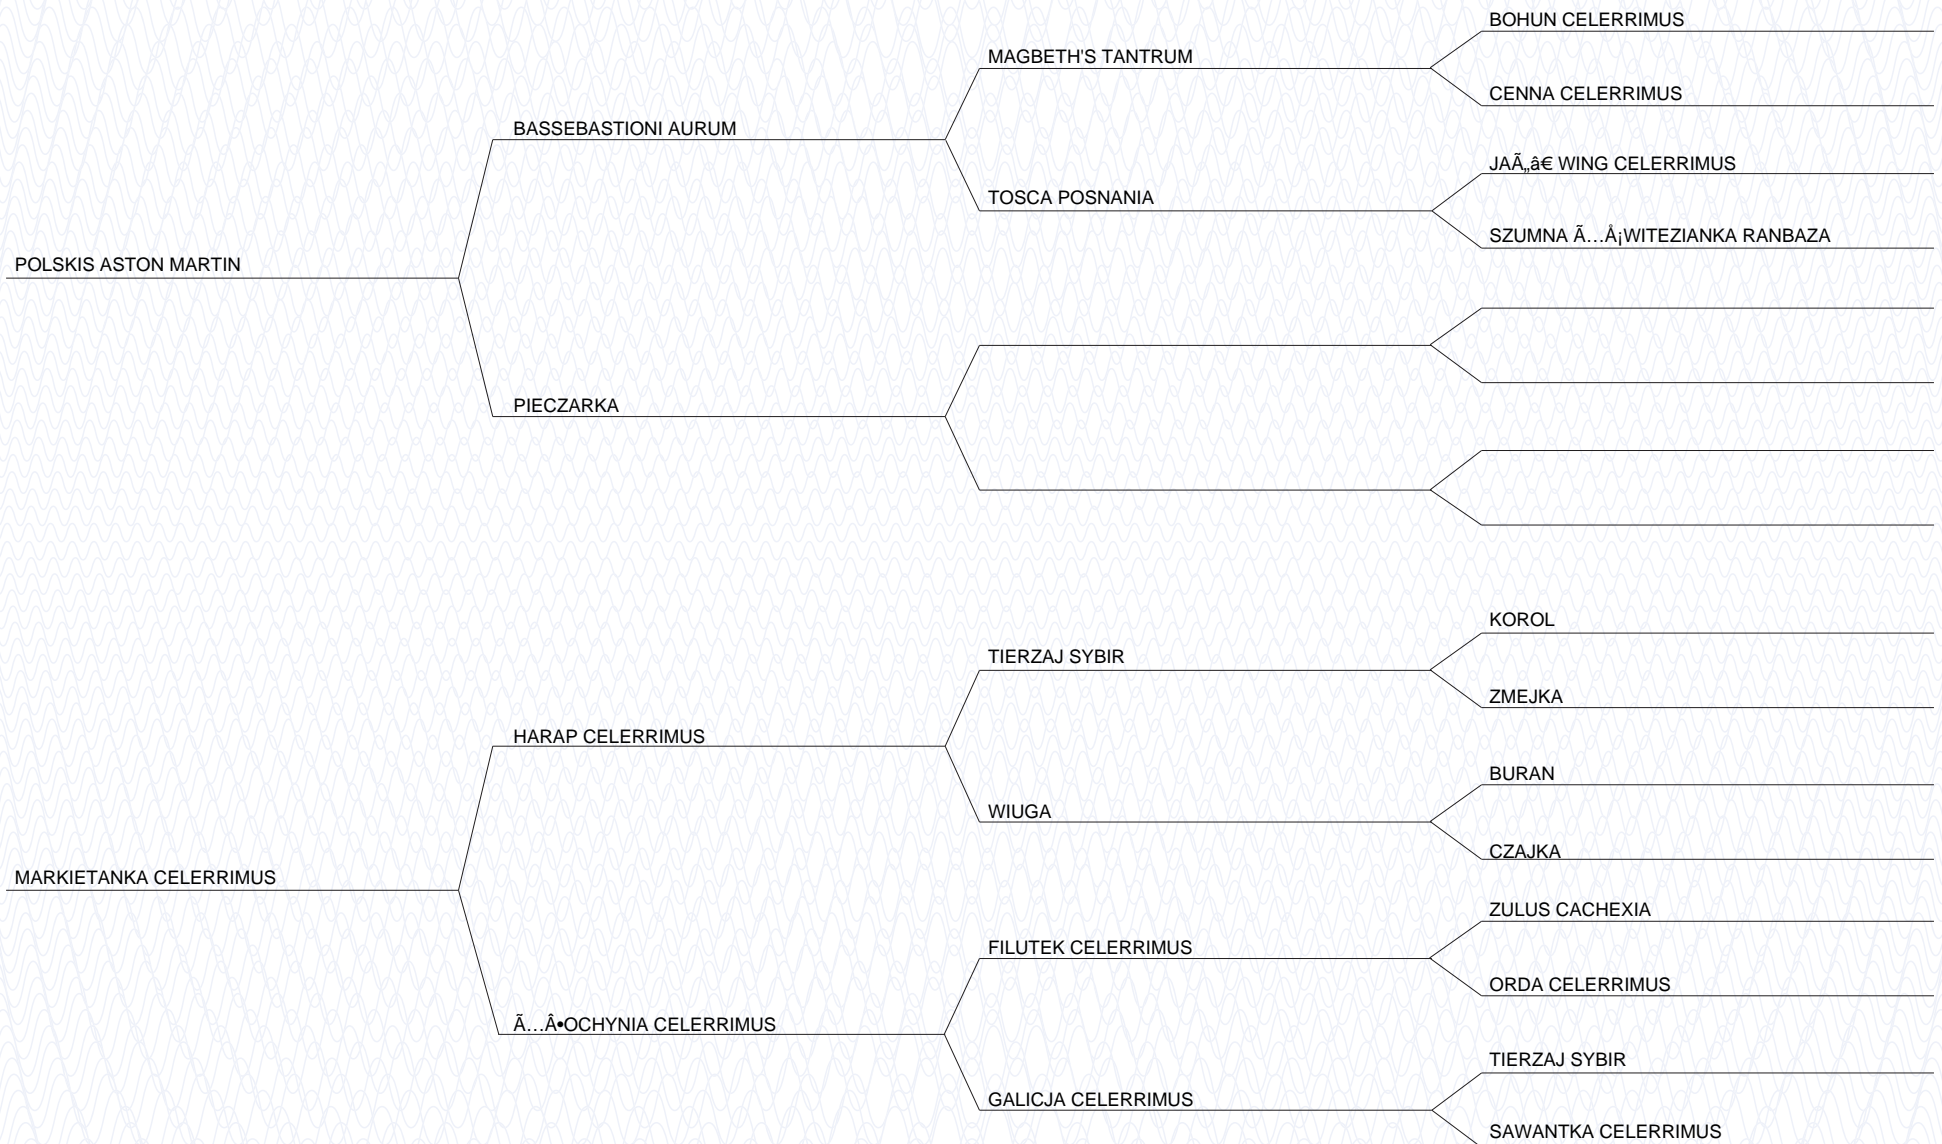 BOHUN CELERRIMUS
MAGBETH'S TANTRUM
CENNA CELERRIMUS
BASSEBASTIONI AURUM
JAÃ„â€ WING CELERRIMUS
TOSCA POSNANIA
SZUMNA Ã…Å¡WITEZIANKA RANBAZA
POLSKIS ASTON MARTIN
PIECZARKA
KOROL
TIERZAJ SYBIR
ZMEJKA
HARAP CELERRIMUS
BURAN
WIUGA
CZAJKA
MARKIETANKA CELERRIMUS
ZULUS CACHEXIA
FILUTEK CELERRIMUS
ORDA CELERRIMUS
Ã…Â•OCHYNIA CELERRIMUS
TIERZAJ SYBIR
GALICJA CELERRIMUS
SAWANTKA CELERRIMUS